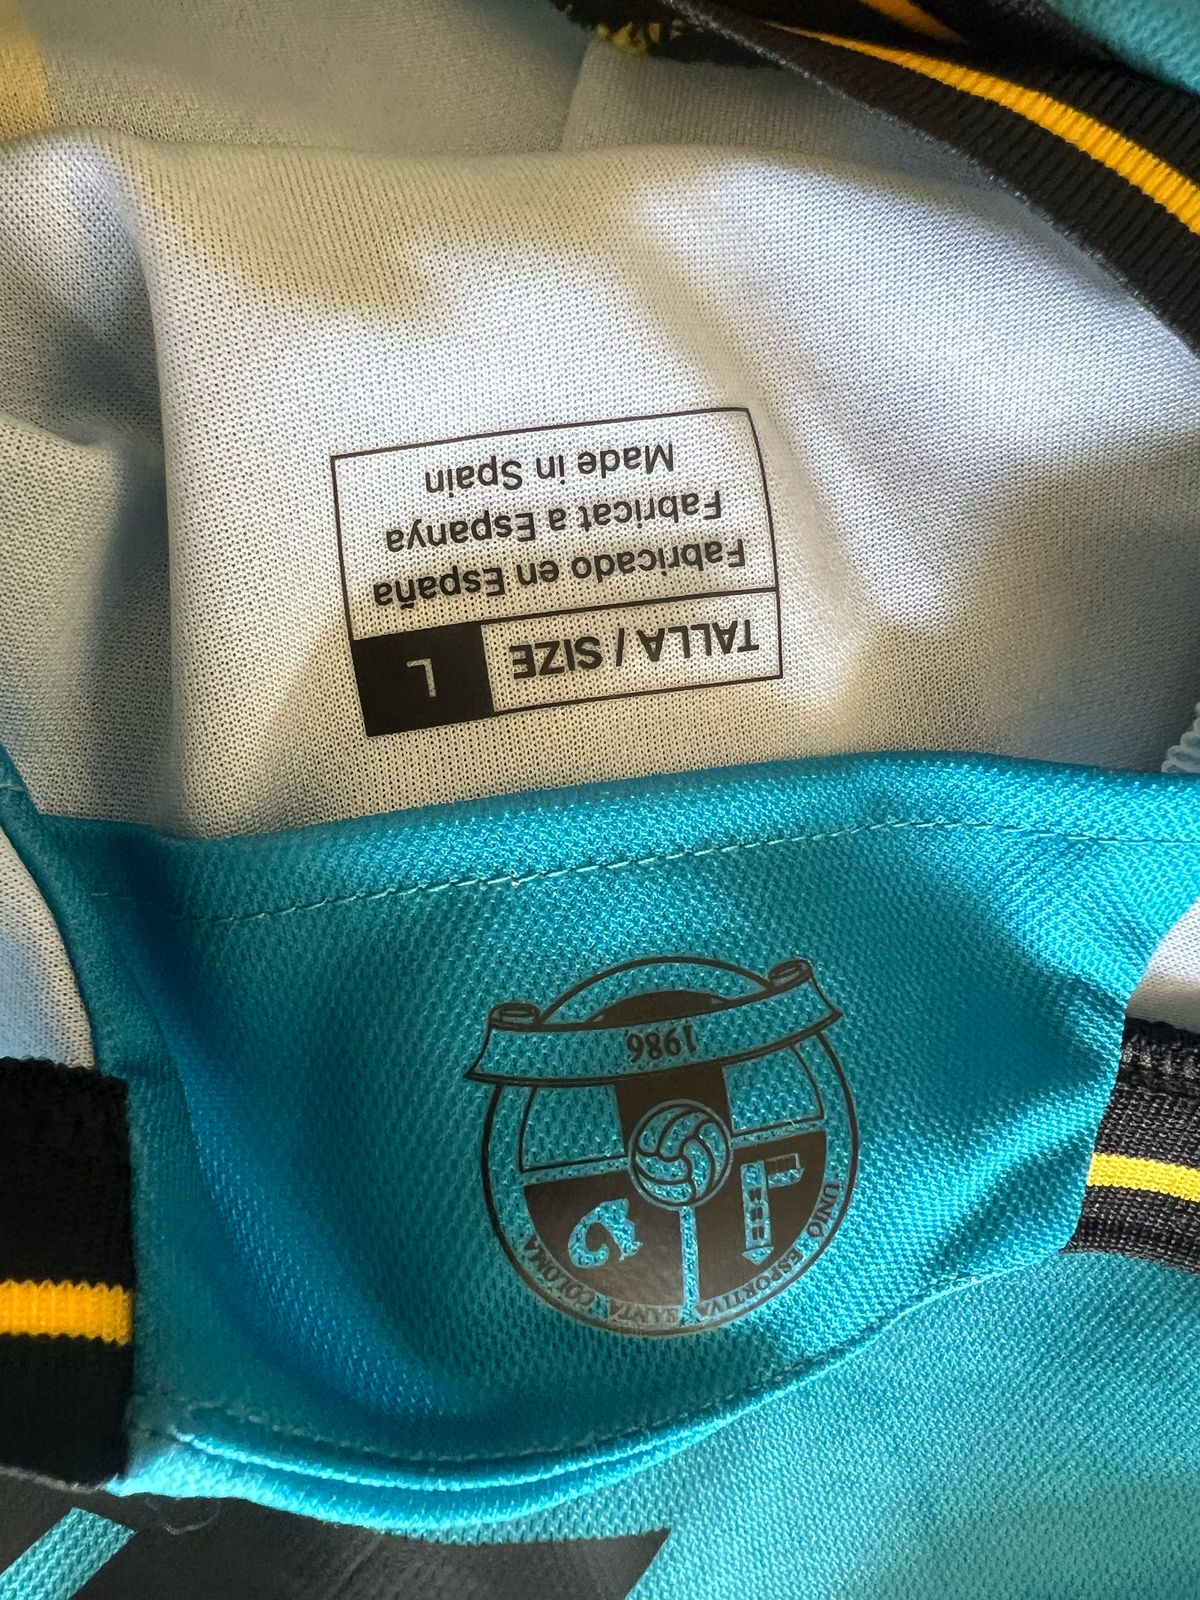 TALLA / SIZE L
Fabricado en España
Fabricat a Espanya
Made in Spain
UNIÓ ESPORTIVA SANTA COLOMA
1986